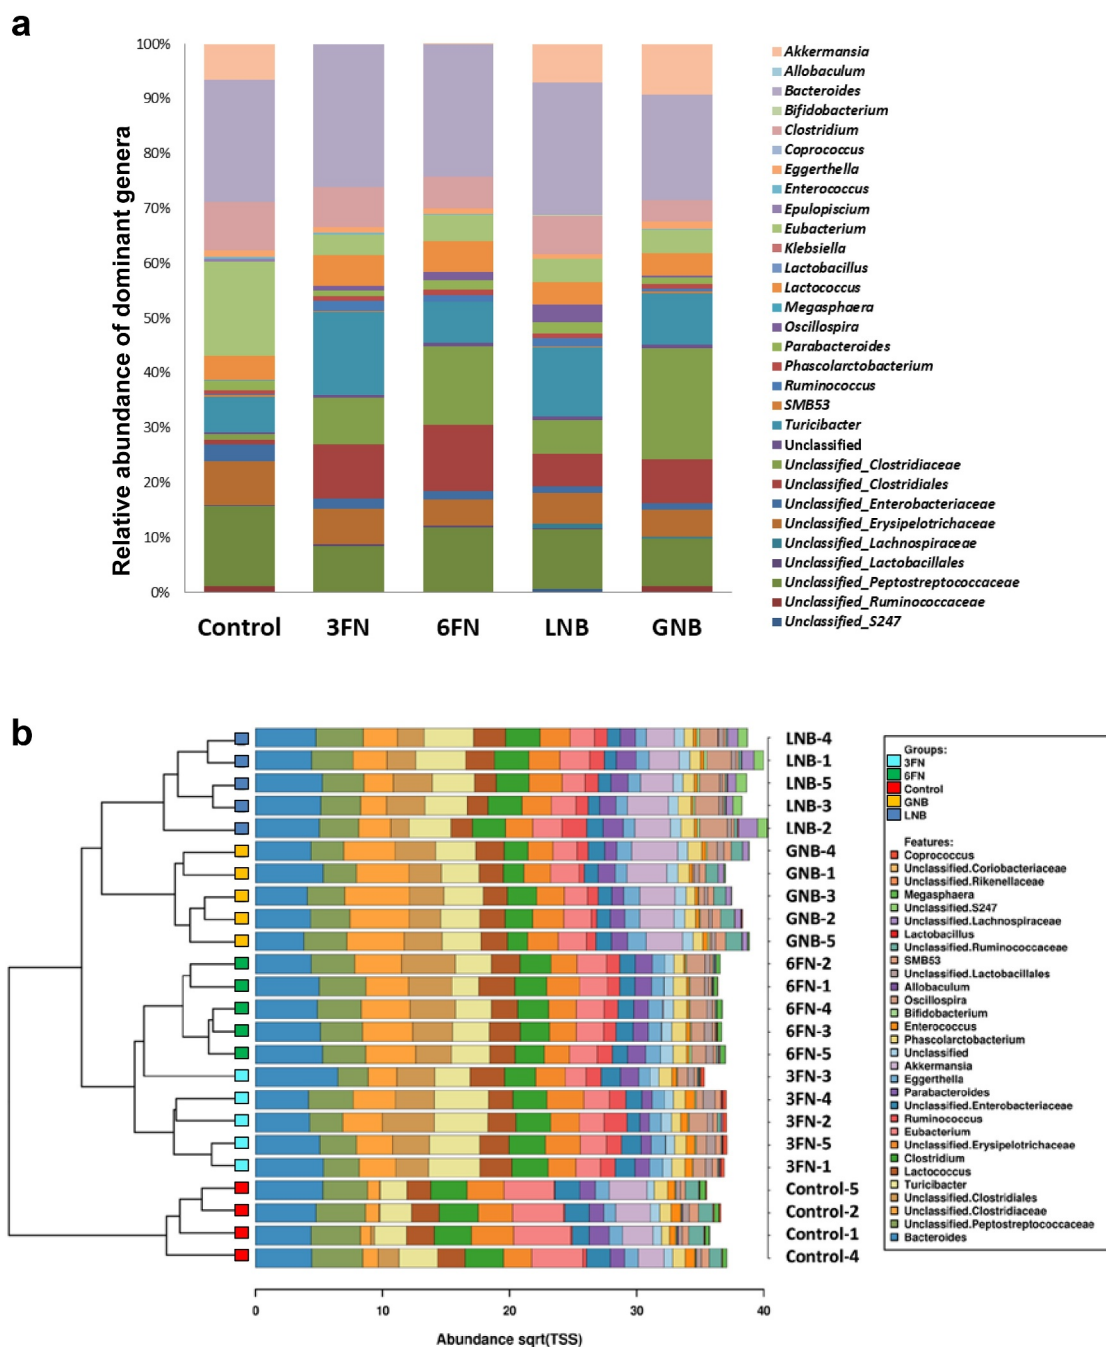 a
Relative abundance of dominant genera
100%
90%
80%
70%
60%
50%
40%
30%
20%
10%
0%
Control 3FN 6FN LNB GNB
Akkermansia
Allobaculum
Bacteroides
Bifidobacterium
Clostridium
Coprococcus
Eggerthella
Enterococcus
Epulopiscium
Eubacterium
Klebsiella
Lactobacillus
Lactococcus
Megasphaera
Oscillospira
Parabacteroides
Phascolarctobacterium
Ruminococcus
SMB53
Turicibacter
Unclassified
Unclassified_Clostridiaceae
Unclassified_Clostridiales
Unclassified_Enterobacteriaceae
Unclassified_Erysipelotrichaceae
Unclassified_Lachnospiraceae
Unclassified_Lactobacillales
Unclassified_Peptostreptococcaceae
Unclassified_Ruminococcaceae
Unclassified_S247
b
LNB-4
LNB-1
LNB-5
LNB-3
LNB-2
GNB-4
GNB-1
GNB-3
GNB-2
GNB-5
6FN-2
6FN-1
6FN-4
6FN-3
6FN-5
3FN-3
3FN-4
3FN-2
3FN-5
3FN-1
Control-5
Control-2
Control-1
Control-4
0 10 20 30 40
Abundance sqrt(TSS)
Groups:
3FN
6FN
Control
GNB
LNB
Features:
Coprococcus
Unclassified.Coriobacteriaceae
Unclassified.Rikenellaceae
Megasphaera
Unclassified.S247
Unclassified.Lachnospiraceae
Lactobacillus
Unclassified.Ruminococcaceae
SMB53
Unclassified.Lactobacillales
Allobaculum
Oscillospira
Bifidobacterium
Enterococcus
Phascolarctobacterium
Unclassified
Akkermansia
Eggerthella
Parabacteroides
Unclassified.Enterobacteriaceae
Ruminococcus
Eubacterium
Unclassified.Erysipelotrichaceae
Clostridium
Lactococcus
Turicibacter
Unclassified.Clostridiales
Unclassified.Clostridiaceae
Unclassified.Peptostreptococcaceae
Bacteroides